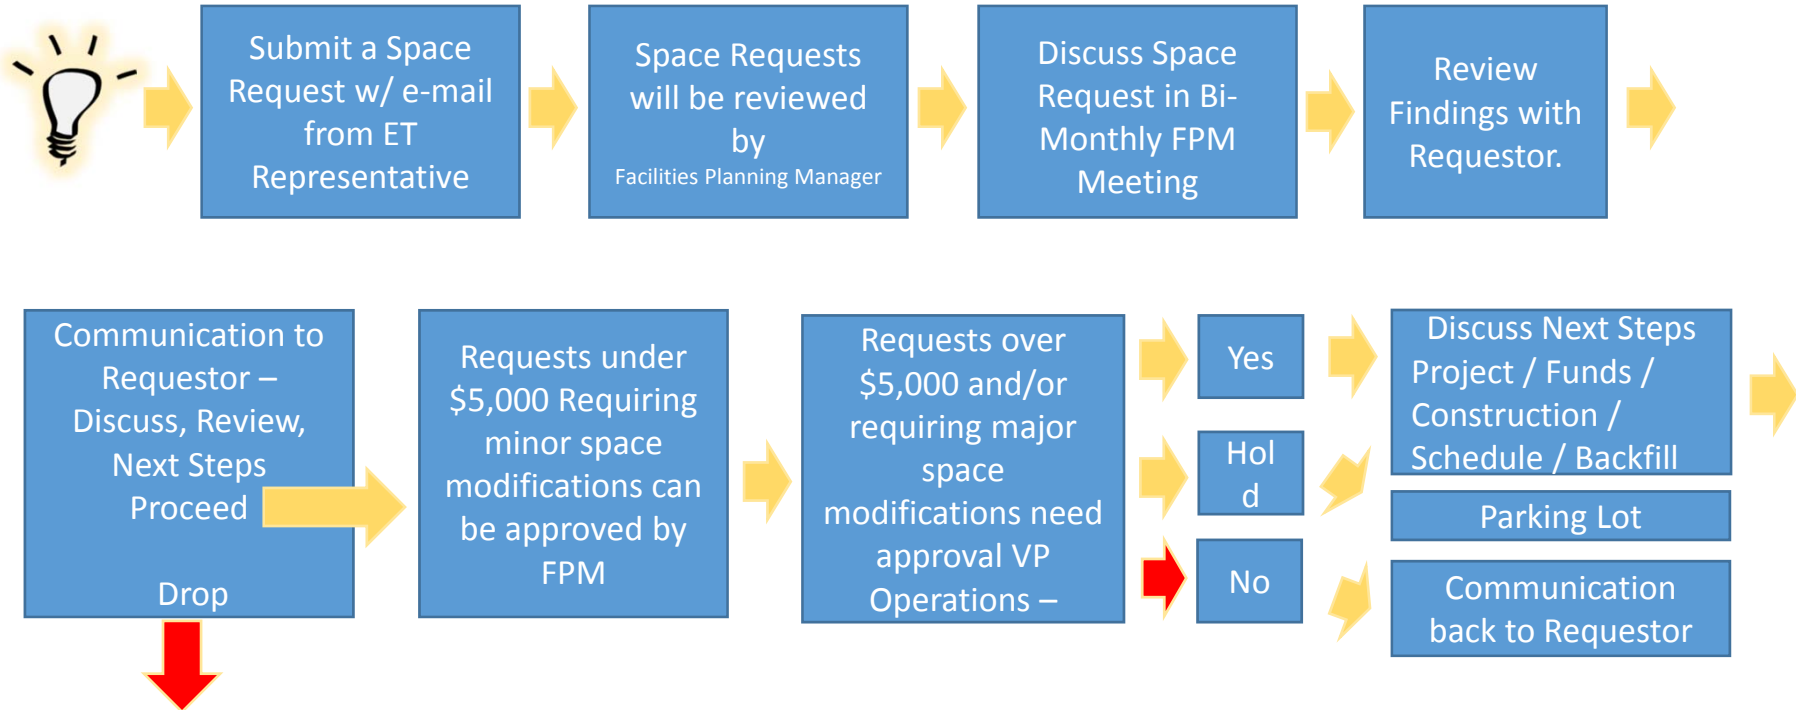 Submit a Space
Request w/ e-mail
from ET
Representative
Space Requests
will be reviewed
by
Facilities Planning Manager
Discuss Space
Request in Bi-
Monthly FPM
Meeting
Review
Findings with
Requestor.
Communication to
Requestor –
Discuss, Review,
Next Steps
Proceed
Drop
Requests under
$5,000 Requiring
minor space
modifications can
be approved by
FPM
Requests over
$5,000 and/or
requiring major
space
modifications need
approval VP
Operations –
Yes
Hol
d
No
Discuss Next Steps
Project / Funds /
Construction /
Schedule / Backfill
Parking Lot
Communication
back to Requestor